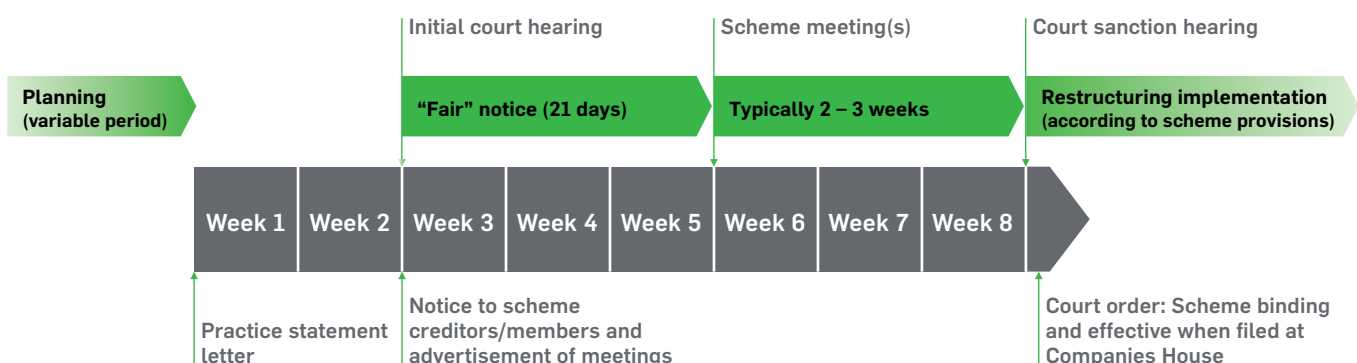 Initial court hearing
Scheme meeting(s)
Court sanction hearing
Planning
(variable period)
“Fair” notice (21 days)
Typically 2 – 3 weeks
Restructuring implementation
(according to scheme provisions)
Week 1
Week 2
Week 3
Week 4
Week 5
Week 6
Week 7
Week 8
Practice statement
letter
Notice to scheme
creditors/members and
advertisement of meetings
Court order: Scheme binding
and effective when filed at
Companies House